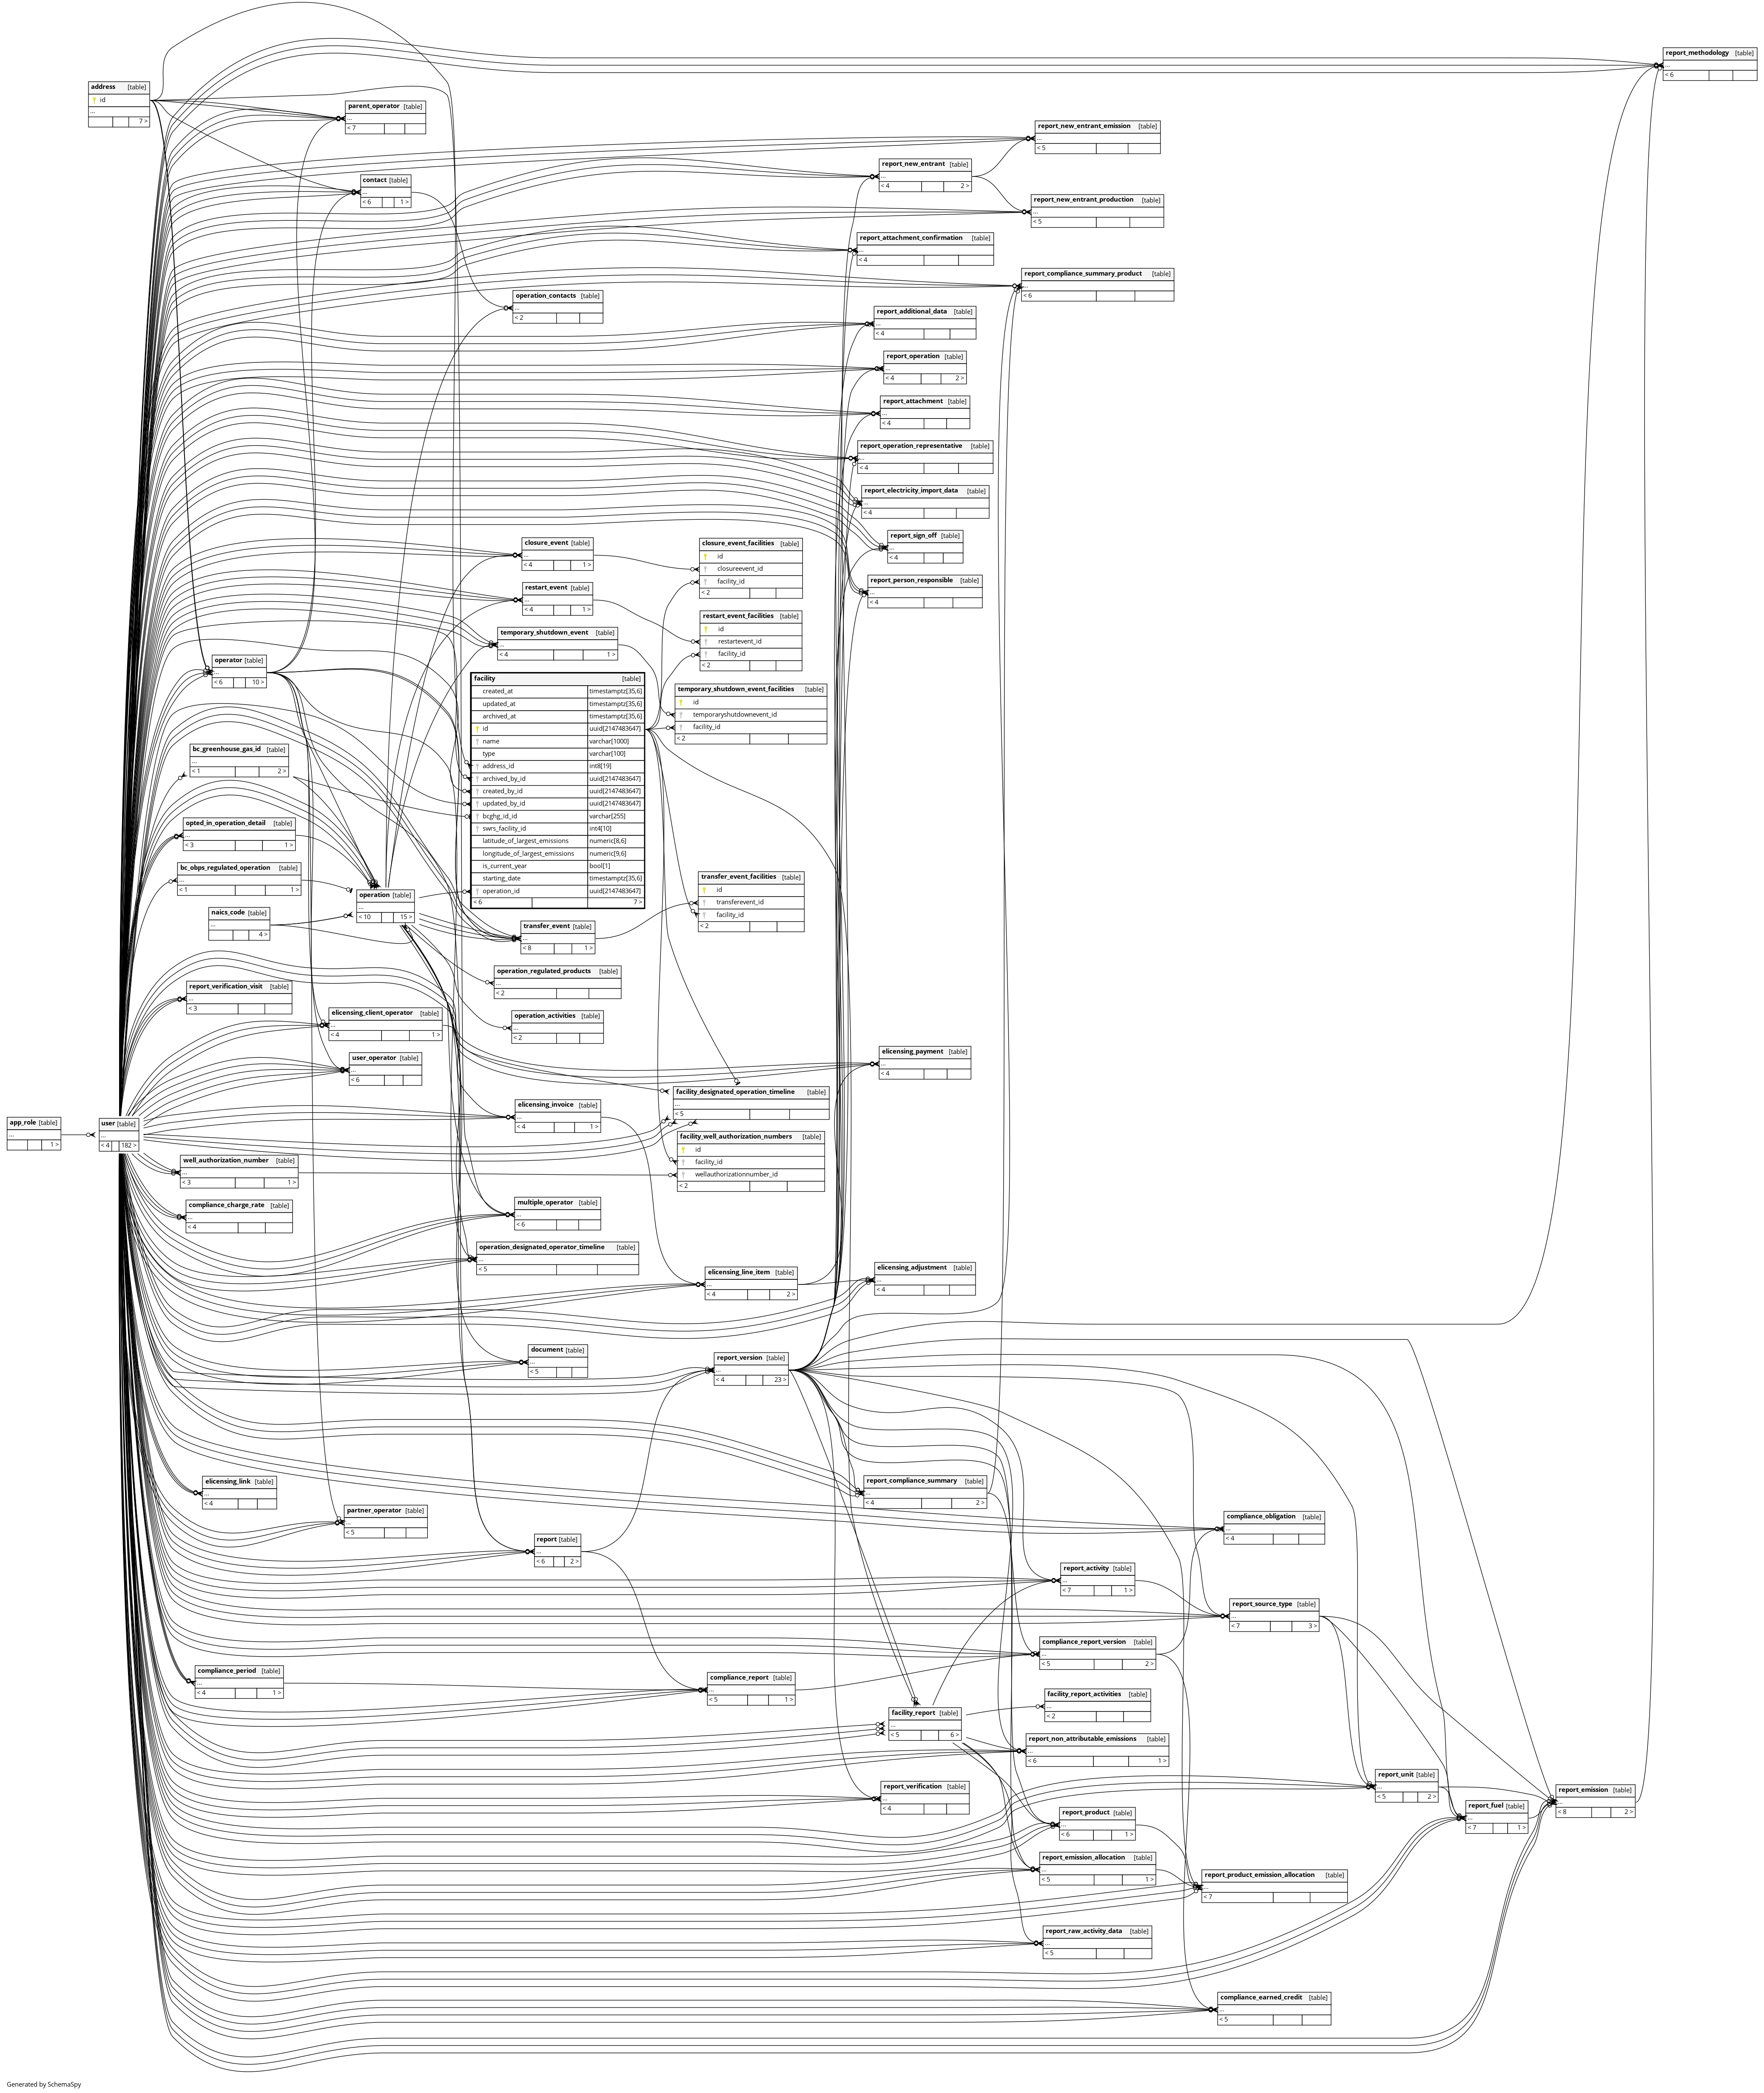 report_methodology [table]
...
< 6
address [table]
id
...
7 >
parent_operator [table]
...
< 7
report_new_entrant_emission [table]
...
< 5
report_new_entrant [table]
...
< 4 2 >
contact [table]
...
< 6 1 >
report_new_entrant_production [table]
...
< 5
report_attachment_confirmation [table]
...
< 4
report_compliance_summary_product [table]
...
< 6
operation_contacts [table]
...
< 2
report_additional_data [table]
...
< 4
report_operation [table]
...
< 4 2 >
report_attachment [table]
...
< 4
report_operation_representative [table]
...
< 4
report_electricity_import_data [table]
...
< 4
report_sign_off [table]
...
< 4
closure_event [table]
...
< 4 1 >
closure_event_facilities [table]
id
closureevent_id
facility_id
< 2
report_person_responsible [table]
...
< 4
restart_event [table]
...
< 4 1 >
restart_event_facilities [table]
id
restartevent_id
facility_id
< 2
temporary_shutdown_event [table]
...
< 4 1 >
operator [table]
...
< 6 10 >
facility [table]
created_at timestamptz[35,6]
updated_at timestamptz[35,6]
archived_at timestamptz[35,6]
id uuid[2147483647]
name varchar[1000]
type varchar[100]
address_id int8[19]
archived_by_id uuid[2147483647]
created_by_id uuid[2147483647]
updated_by_id uuid[2147483647]
bcghg_id_id varchar[255]
swrs_facility_id int4[10]
latitude_of_largest_emissions numeric[8,6]
longitude_of_largest_emissions numeric[9,6]
is_current_year bool[1]
starting_date timestamptz[35,6]
operation_id uuid[2147483647]
< 6 7 >
temporary_shutdown_event_facilities [table]
id
temporaryshutdownevent_id
facility_id
< 2
bc_greenhouse_gas_id [table]
...
< 1 2 >
opted_in_operation_detail [table]
...
< 3 1 >
bc_obps_regulated_operation [table]
...
< 1 1 >
transfer_event_facilities [table]
id
transferevent_id
facility_id
< 2
operation [table]
...
< 10 15 >
naics_code [table]
...
4 >
transfer_event [table]
...
< 8 1 >
operation_regulated_products [table]
...
< 2
report_verification_visit [table]
...
< 3
elicensing_client_operator [table]
...
< 4 1 >
operation_activities [table]
...
< 2
user_operator [table]
...
< 6
elicensing_payment [table]
...
< 4
facility_designated_operation_timeline [table]
...
< 5
elicensing_invoice [table]
...
< 4 1 >
app_role [table]
...
1 >
user [table]
...
< 4 182 >
facility_well_authorization_numbers [table]
id
facility_id
wellauthorizationnumber_id
< 2
well_authorization_number [table]
...
< 3 1 >
compliance_charge_rate [table]
...
< 4
multiple_operator [table]
...
< 6
operation_designated_operator_timeline [table]
...
< 5
elicensing_line_item [table]
...
< 4 2 >
elicensing_adjustment [table]
...
< 4
document [table]
...
< 5
report_version [table]
...
< 4 23 >
elicensing_link [table]
...
< 4
report_compliance_summary [table]
...
< 4 2 >
partner_operator [table]
...
< 5
compliance_obligation [table]
...
< 4
report [table]
...
< 6 2 >
report_activity [table]
...
< 7 1 >
report_source_type [table]
...
< 7 3 >
compliance_report_version [table]
...
< 5 2 >
compliance_period [table]
...
< 4 1 >
compliance_report [table]
...
< 5 1 >
facility_report_activities [table]
...
< 2
facility_report [table]
...
< 5 6 >
report_non_attributable_emissions [table]
...
< 6 1 >
report_unit [table]
...
< 5 2 >
report_verification [table]
...
< 4
report_emission [table]
...
< 8 2 >
report_fuel [table]
...
< 7 1 >
report_product [table]
...
< 6 1 >
report_emission_allocation [table]
...
< 5 1 >
report_product_emission_allocation [table]
...
< 7
report_raw_activity_data [table]
...
< 5
compliance_earned_credit [table]
...
< 5
Generated by SchemaSpy